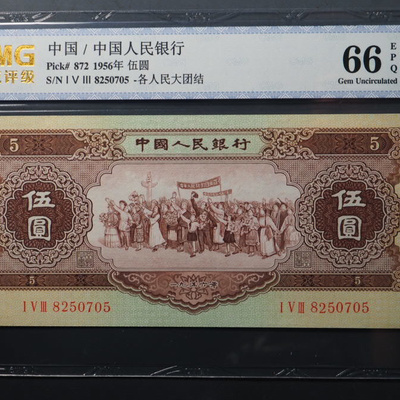 MG
评级
中国 / 中国人民银行
Pick# 872 1956年 伍圆
S/N I V III 8250705 -各人民大团结
66 EPQ
Gem Uncirculated
5 中國人民銀行 5
伍圓 伍圓
5 5
I V III 8250705 I V III 8250705